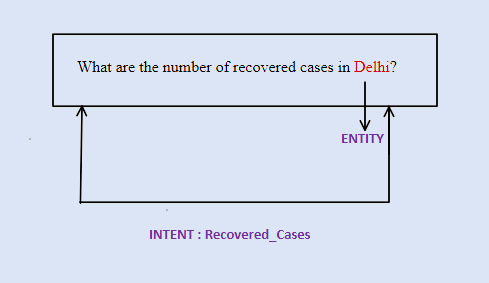 What are the number of recovered cases in Delhi?
ENTITY
INTENT : Recovered_Cases